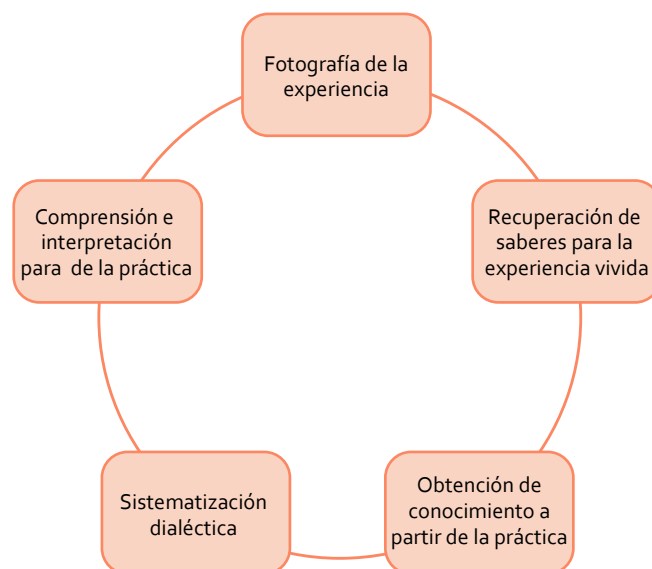 Fotografía de la
experiencia
Recuperación de
saberes para la
experiencia vivida
Obtención de
conocimiento a
partir de la práctica
Sistematización
dialéctica
Comprensión e
interpretación
para de la práctica